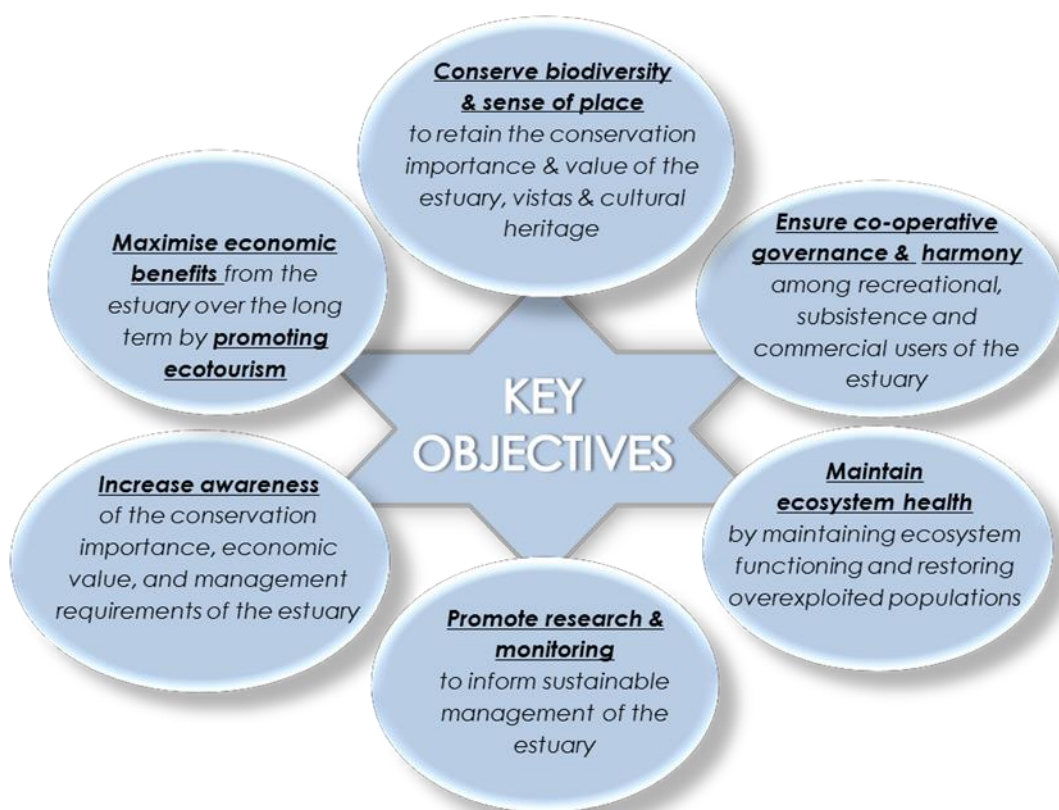 Conserve biodiversity
& sense of place
to retain the conservation
importance & value of the
estuary, vistas & cultural
heritage
Maximise economic
benefits from the
estuary over the long
term by promoting
ecotourism
Ensure co-operative
governance & harmony
among recreational,
subsistence and
commercial users of the
estuary
KEY
OBJECTIVES
Increase awareness
of the conservation
importance, economic
value, and management
requirements of the estuary
Maintain
ecosystem health
by maintaining ecosystem
functioning and restoring
overexploited populations
Promote research &
monitoring
to inform sustainable
management of the
estuary